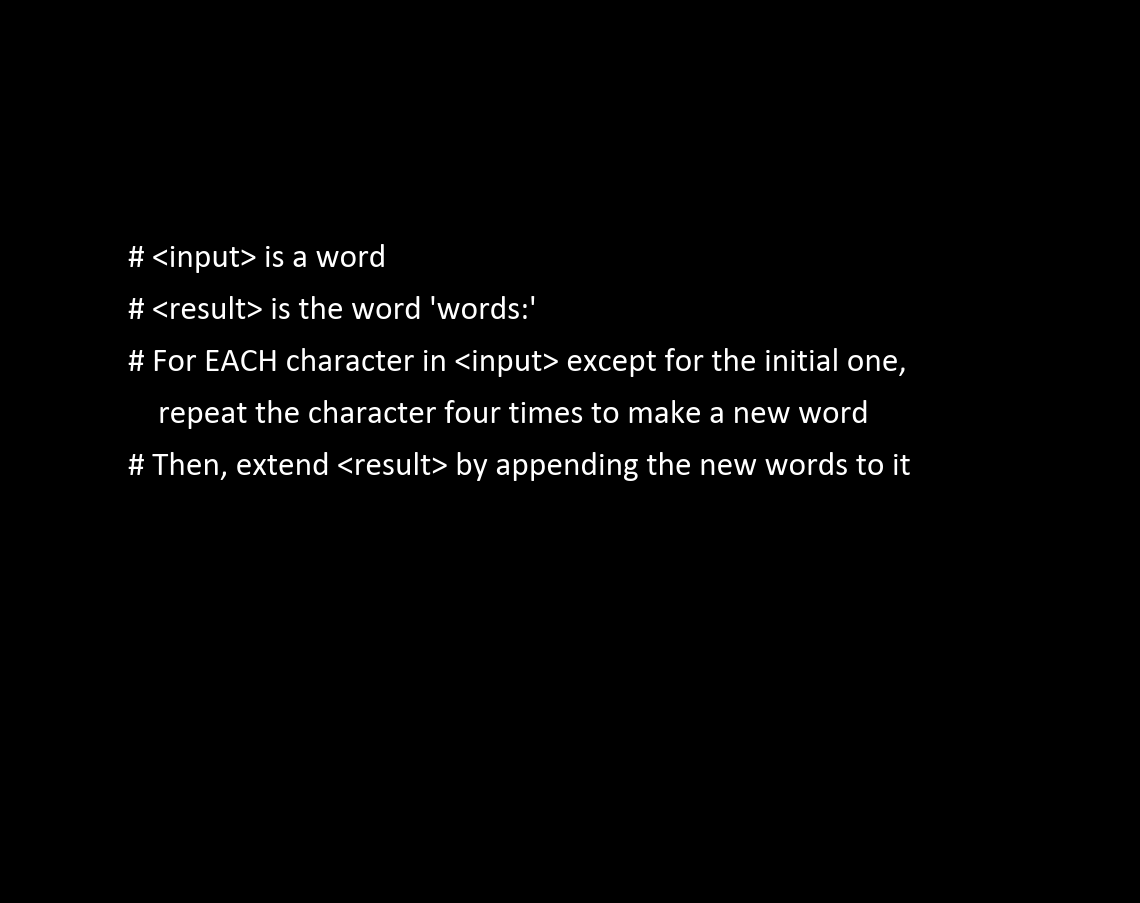 # <input> is a word
# <result> is the word 'words:'
# For EACH character in <input> except for the initial one,
repeat the character four times to make a new word
# Then, extend <result> by appending the new words to it